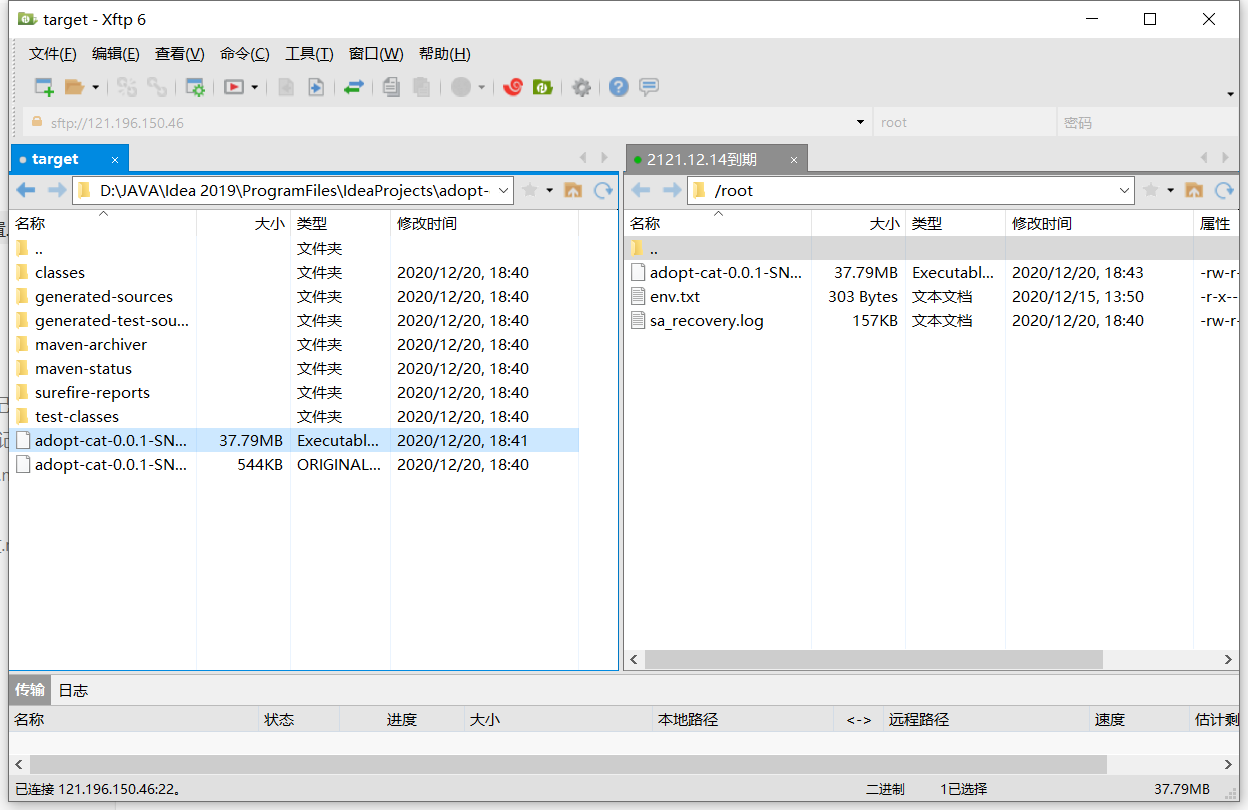 target - Xftp 6
文件(F) 编辑(E) 查看(V) 命令(C) 工具(T) 窗口(W) 帮助(H)
sftp://121.196.150.46 root 密码
target × 2121.12.14到期 ×
D:\JAVA\Idea 2019\ProgramFiles\IdeaProjects\adopt- /root
名称 大小 类型 修改时间
.. 文件夹
classes 文件夹 2020/12/20, 18:40
generated-sources 文件夹 2020/12/20, 18:40
generated-test-sou... 文件夹 2020/12/20, 18:40
maven-archiver 文件夹 2020/12/20, 18:40
maven-status 文件夹 2020/12/20, 18:40
surefire-reports 文件夹 2020/12/20, 18:40
test-classes 文件夹 2020/12/20, 18:40
adopt-cat-0.0.1-SN... 37.79MB Executabl... 2020/12/20, 18:41
adopt-cat-0.0.1-SN... 544KB ORIGINAL... 2020/12/20, 18:40
名称 大小 类型 修改时间 属性
..
adopt-cat-0.0.1-SN... 37.79MB Executabl... 2020/12/20, 18:43 -rw-r-
env.txt 303 Bytes 文本文档 2020/12/15, 13:50 -r-x--
sa_recovery.log 157KB 文本文档 2020/12/20, 18:40 -rw-r-
传输 日志
名称 状态 进度 大小 本地路径 <-> 远程路径 速度 估计剩
已连接 121.196.150.46:22。 二进制 1已选择 37.79MB